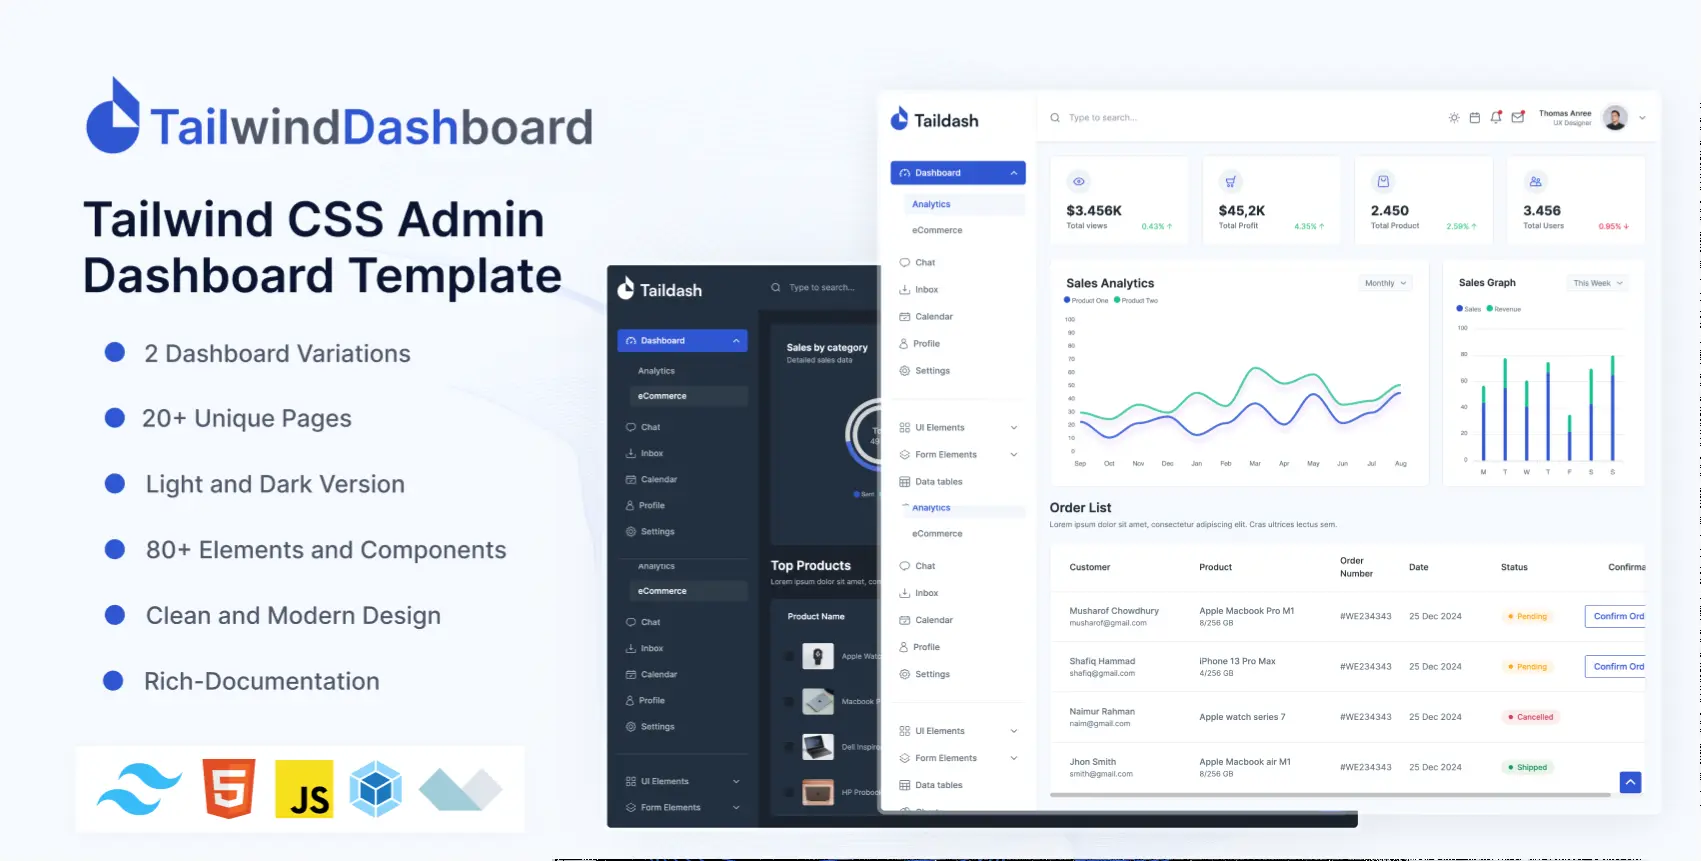 TailwindDashboard
Tailwind CSS Admin
Dashboard Template
2 Dashboard Variations
20+ Unique Pages
Light and Dark Version
80+ Elements and Components
Clean and Modern Design
Rich-Documentation
5
JS
Taildash
Type to search...
Dashboard
Analytics
eCommerce
Chat
Inbox
Calendar
Profile
Settings
Analytics
eCommerce
Chat
Inbox
Calendar
Profile
Settings
UI Elements
Form Elements
Sales by category
Detailed sales data
Sent
Top Products
Lorem ipsum dolor sit amet,
Product Name
Apple
Macbook
Dell
HP
Taildash
Dashboard
Analytics
eCommerce
Chat
Inbox
Calendar
Profile
Settings
UI Elements
Form Elements
Data tables
Analytics
eCommerce
Chat
Inbox
Calendar
Profile
Settings
UI Elements
Form Elements
Data tables
Type to search...
Thomas Anree
UX Designer
$3.456K
Total views 0.43%
$45,2K
Total Profit 4.35%
2.450
Total Product 2.59%
3.456
Total Users 0.95%
Sales Analytics
Monthly
Product One Product Two
100
90
80
70
60
50
40
30
20
10
0
Sep Oct Nov Dec Jan Feb Mar Apr May Jun Jul Aug
Sales Graph
This Week
Sales Revenue
100
80
60
40
20
0
M T W T F S S
Order List
Lorem ipsum dolor sit amet, consectetur adipiscing elit. Cras ultrices lectus sem.
Customer Product Order Number Date Status Confirma
Musharof Chowdhury Apple Macbook Pro M1 #WE234343 25 Dec 2024 Pending Confirm Ord
musharof@gmail.com 8/256 GB
Shafiq Hammad iPhone 13 Pro Max #WE234343 25 Dec 2024 Pending Confirm Ord
shafiq@gmail.com 4/256 GB
Naimur Rahman Apple watch series 7 #WE234343 25 Dec 2024 Cancelled
naim@gmail.com
Jhon Smith Apple Macbook air M1 #WE234343 25 Dec 2024 Shipped
smith@gmail.com 8/256 GB